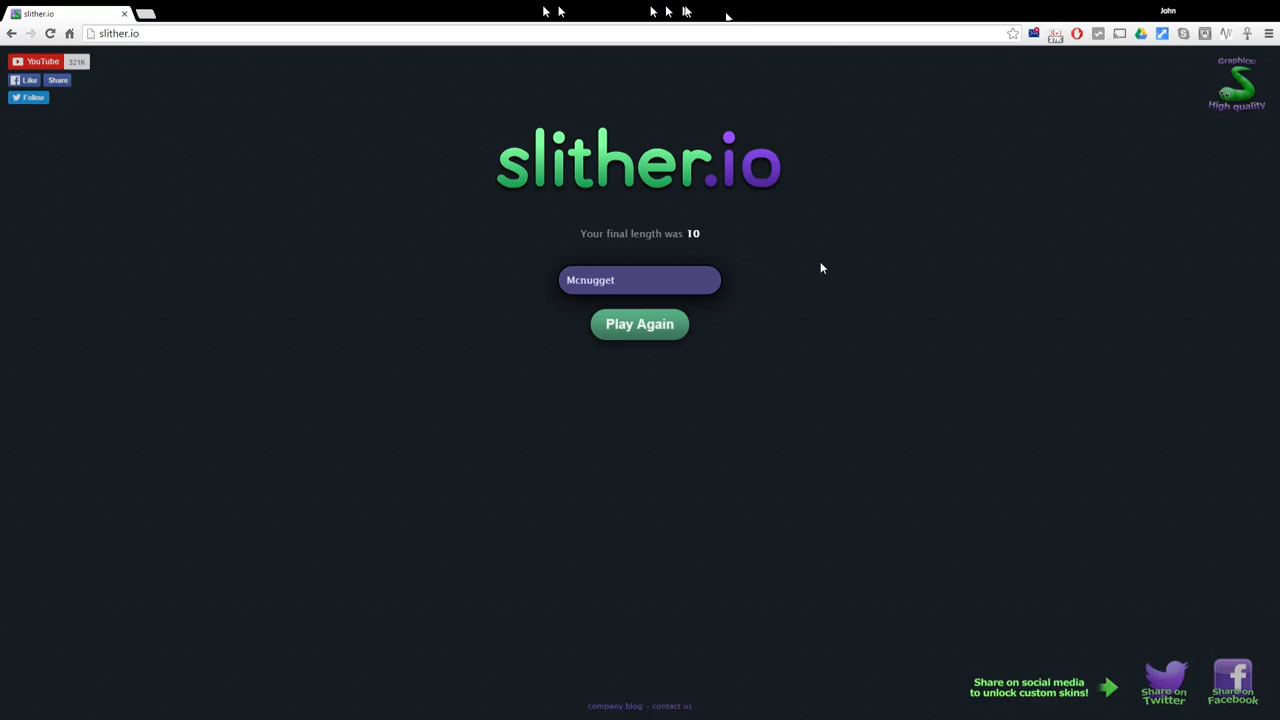 slither.io
John
slither.io
YouTube 321K
Like Share
Follow
Graphics:
High quality
slither.io
Your final length was 10
Mcnugget
Play Again
Share on social media
to unlock custom skins!
Share on
Twitter
Share on
Facebook
company blog - contact us